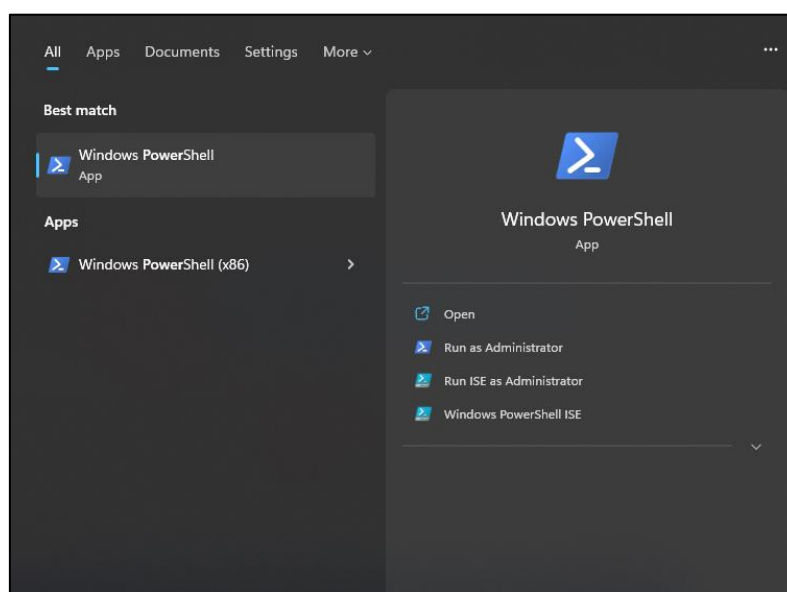 All Apps Documents Settings More
Best match
Windows PowerShell
App
Apps
Windows PowerShell (x86)
Windows PowerShell
App
Open
Run as Administrator
Run ISE as Administrator
Windows PowerShell ISE